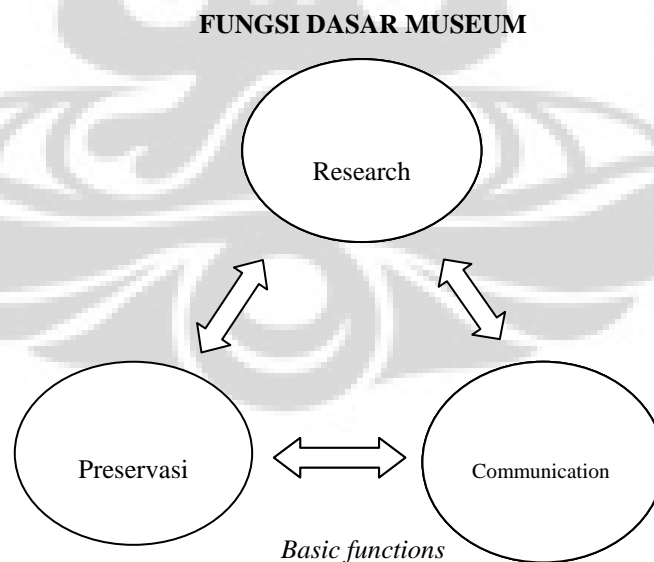 FUNGSI DASAR MUSEUM
Research
Preservasi
Communication
Basic functions